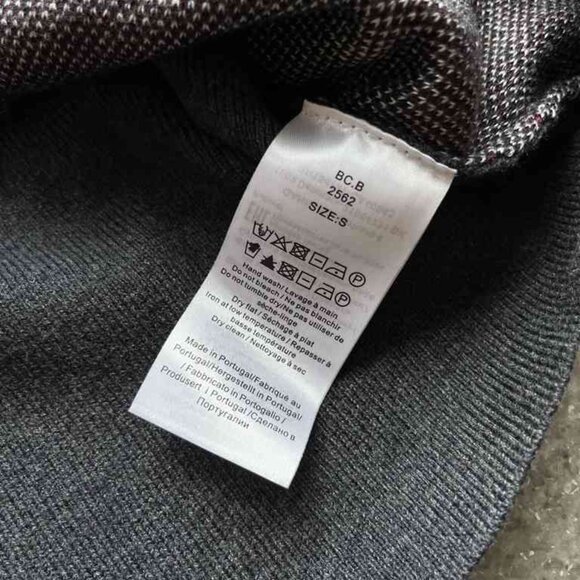 BC.B
2562
SIZE:S
Hand wash/ Lavage à main
Do not bleach / Ne pas blanchir
Do not tumble dry/Ne pas utiliser de
sèche-linge
Dry flat / Séchage à plat
Iron at low temperature / Repasser à
basse température
Dry clean / Nettoyage à sec
Made in Portugal/Fabriqué au
Portugal/Hergestellt in Portugal/
/ Fabbricato in Portogallo /
Produsert i Portugal /Сделано в
Португалии